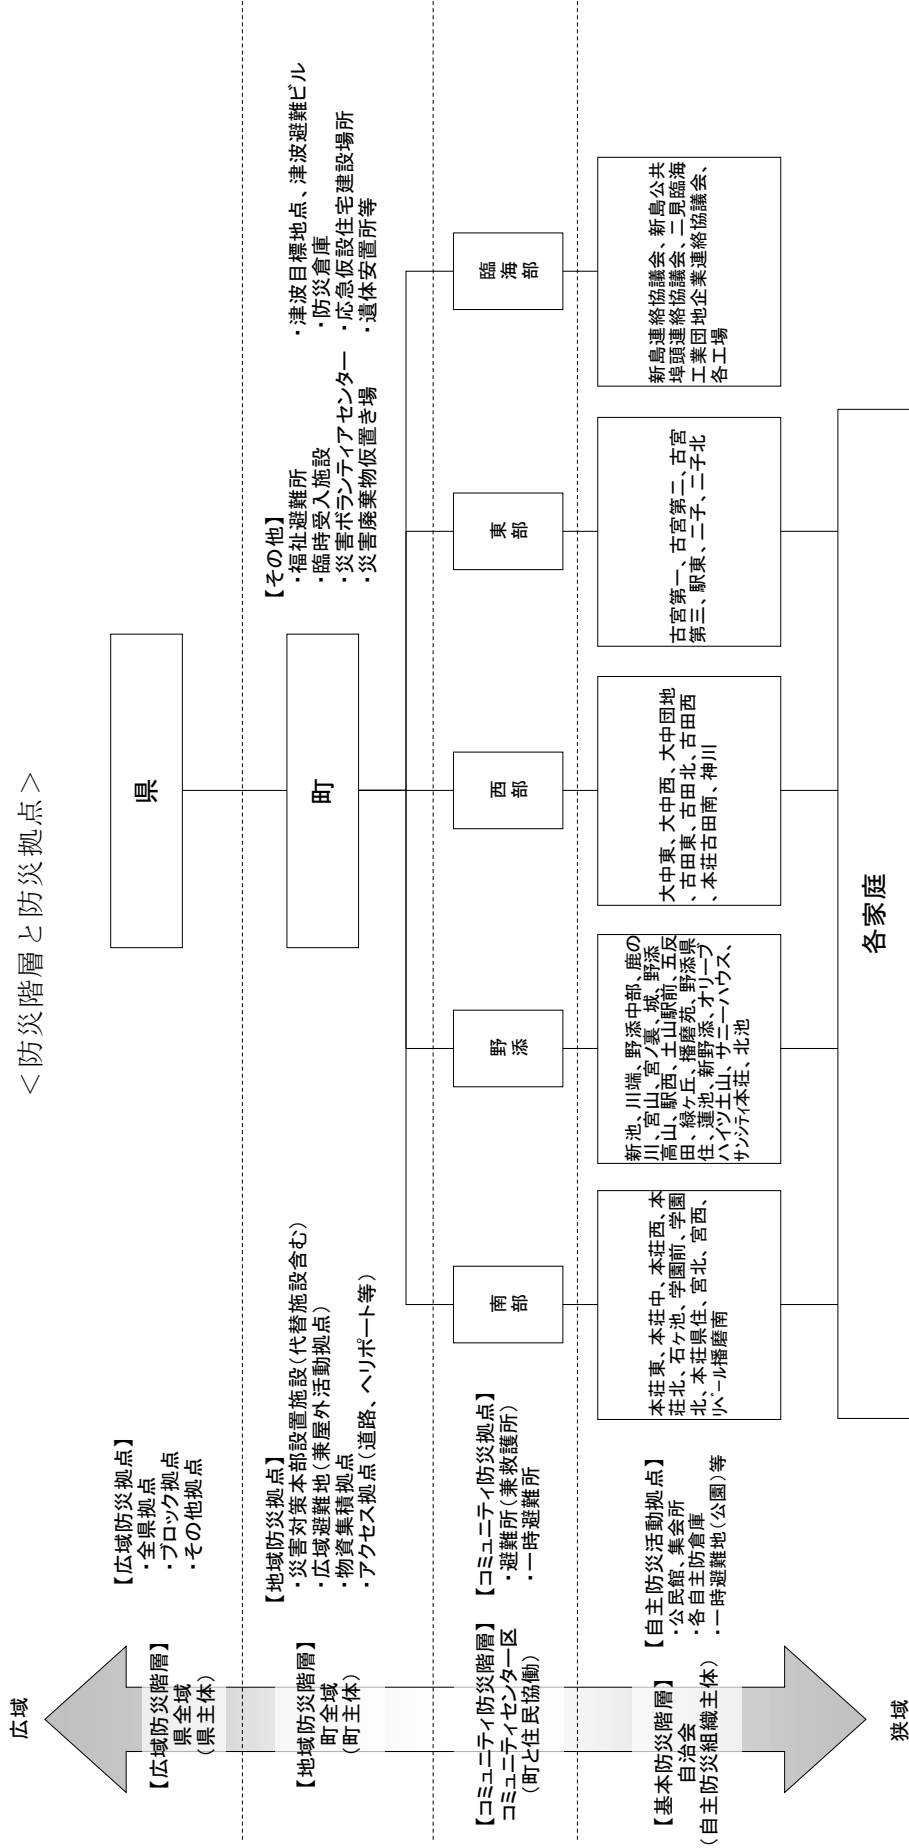 ＜防災階層と防災拠点＞
広域
【広域防災階層】
県全域
(県主体)
【広域防災拠点】
・全県拠点
・ブロック拠点
・その他拠点
県
【地域防災階層】
町全域
(町主体)
【地域防災拠点】
・災害対策本部設置施設(代替施設含む)
・広域避難地(兼屋外活動拠点)
・物資集積拠点
・アクセス拠点(道路、ヘリポート等)
町
【その他】
・福祉避難所
・臨時受入施設
・災害ボランティアセンター
・災害廃棄物仮置き場
・津波目標地点、津波避難ビル
・防災倉庫
・応急仮設住宅建設場所
・遺体安置所等
【コミュニティ防災階層】
コミュニティセンター区
(町と住民協働)
【コミュニティ防災拠点】
・避難所(兼救護所)
・一時避難所
南部
野添
西部
東部
臨海部
【基本防災階層】
自治会
(自主防災組織主体)
【自主防災活動拠点】
・公民館、集会所
・各自主防倉庫
・一時避難地(公園)等
本荘東、本荘中、本荘西、本
荘北、石ヶ池、学園前、学園
北、本荘県住、宮北、宮西、
リベール播磨南
新池、川端、野添中部、鹿の
川、宮山、宮ノ裏、城、野添
高山、駅西、土山駅前、五反
田、緑ヶ丘、播磨苑、野添県
住、蓮池、新野添、オリーブ
ハイツ土山、サニーハウス、
サンシティ本荘、北池
大中東、大中西、大中団地
、古田東、古田北、古田西
、本荘古田南、神川
古宮第一、古宮第二、古宮
第三、駅東、二子、二子北
新島連絡協議会、新島公共
埠頭連絡協議会、二見臨海
工業団地企業連絡協議会、
各工場
各家庭
狭域